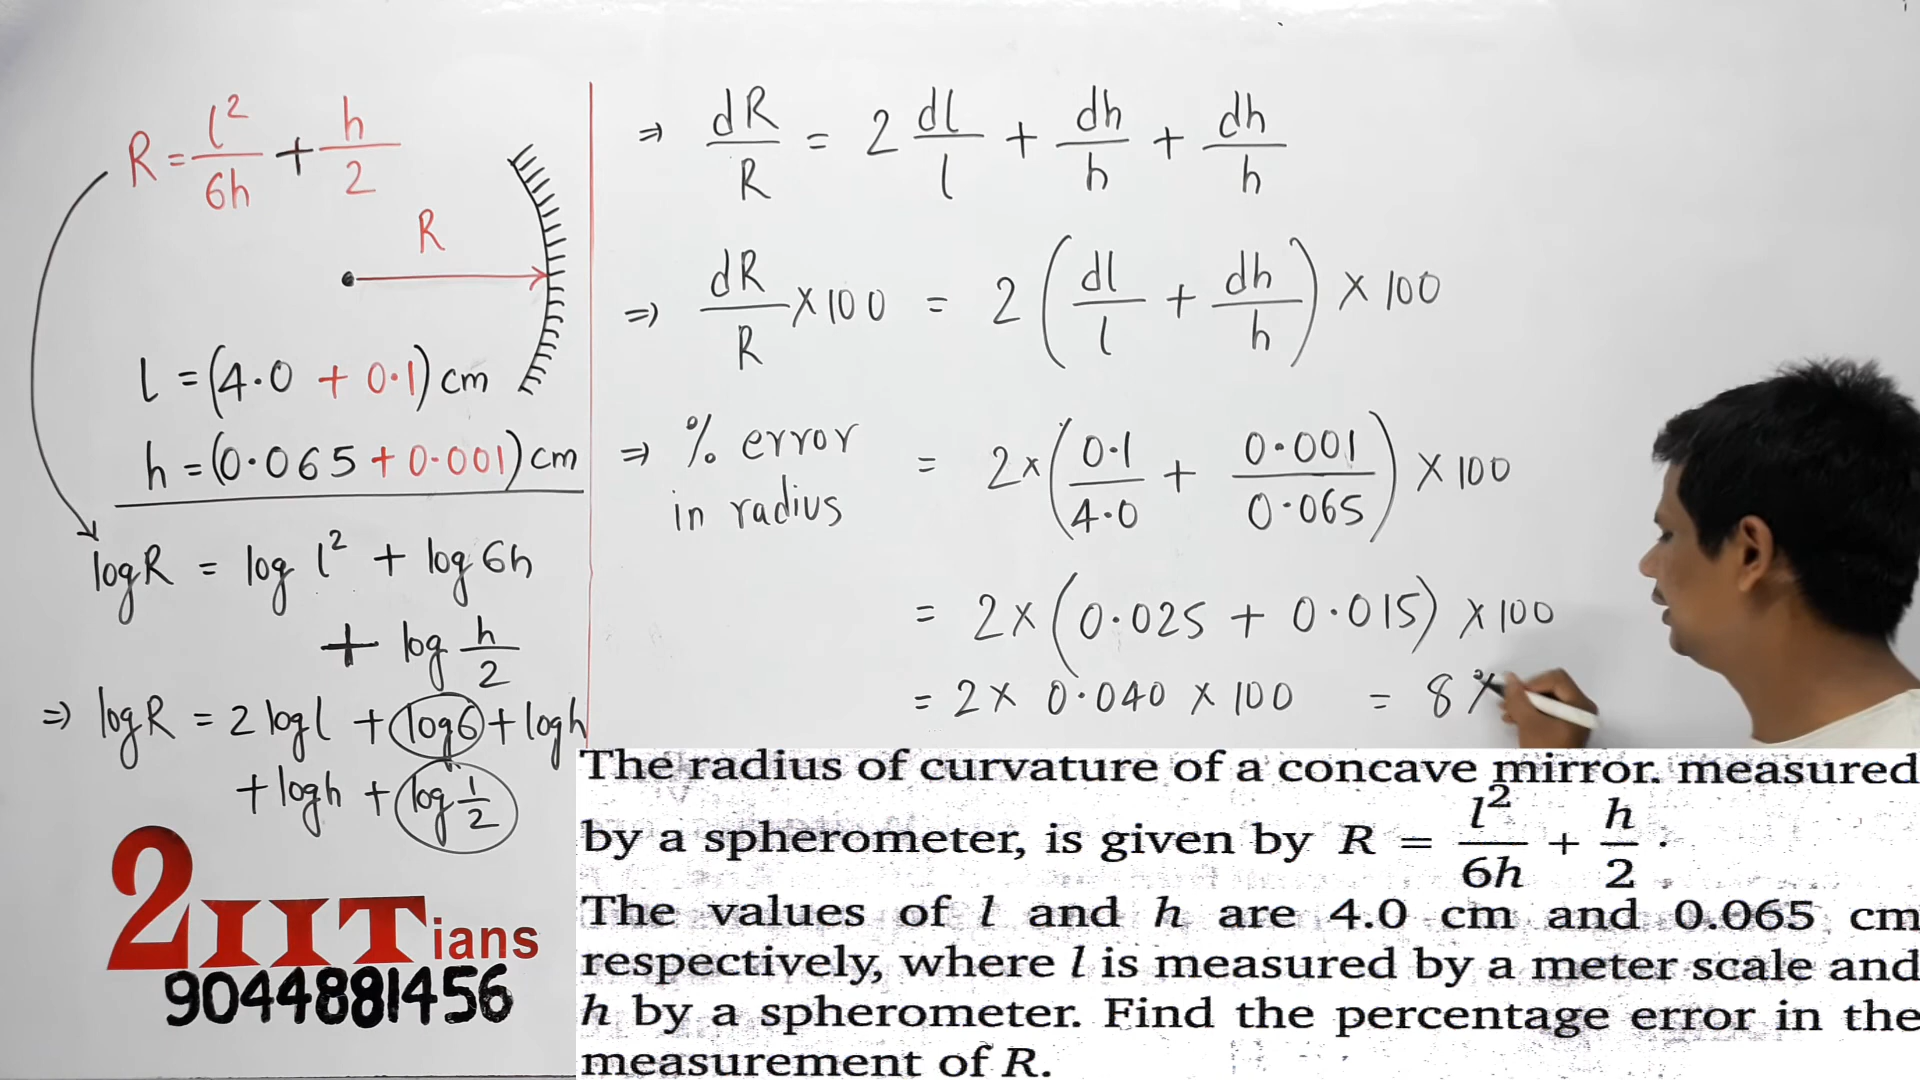 R = l²/6h + h/2
R
l = (4.0 + 0.1) cm
h = (0.065 + 0.001) cm
logR = log l² + log 6h
+ log h/2
⇒ logR = 2 log l + log 6 + log h
+ log h + log 1/2
⇒ dR/R = 2 dl/l + dh/h + dh/h
⇒ dR/R × 100 = 2 (dl/l + dh/h) × 100
⇒ % error in radius = 2 × (0.1/4.0 + 0.001/0.065) × 100
= 2 × (0.025 + 0.015) × 100
= 2 × 0.040 × 100 = 8 %
2IITians
9044881456
The radius of curvature of a concave mirror. measured
by a spherometer, is given by R = l²/6h + h/2 .
The values of l and h are 4.0 cm and 0.065 cm
respectively, where l is measured by a meter scale and
h by a spherometer. Find the percentage error in the
measurement of R.